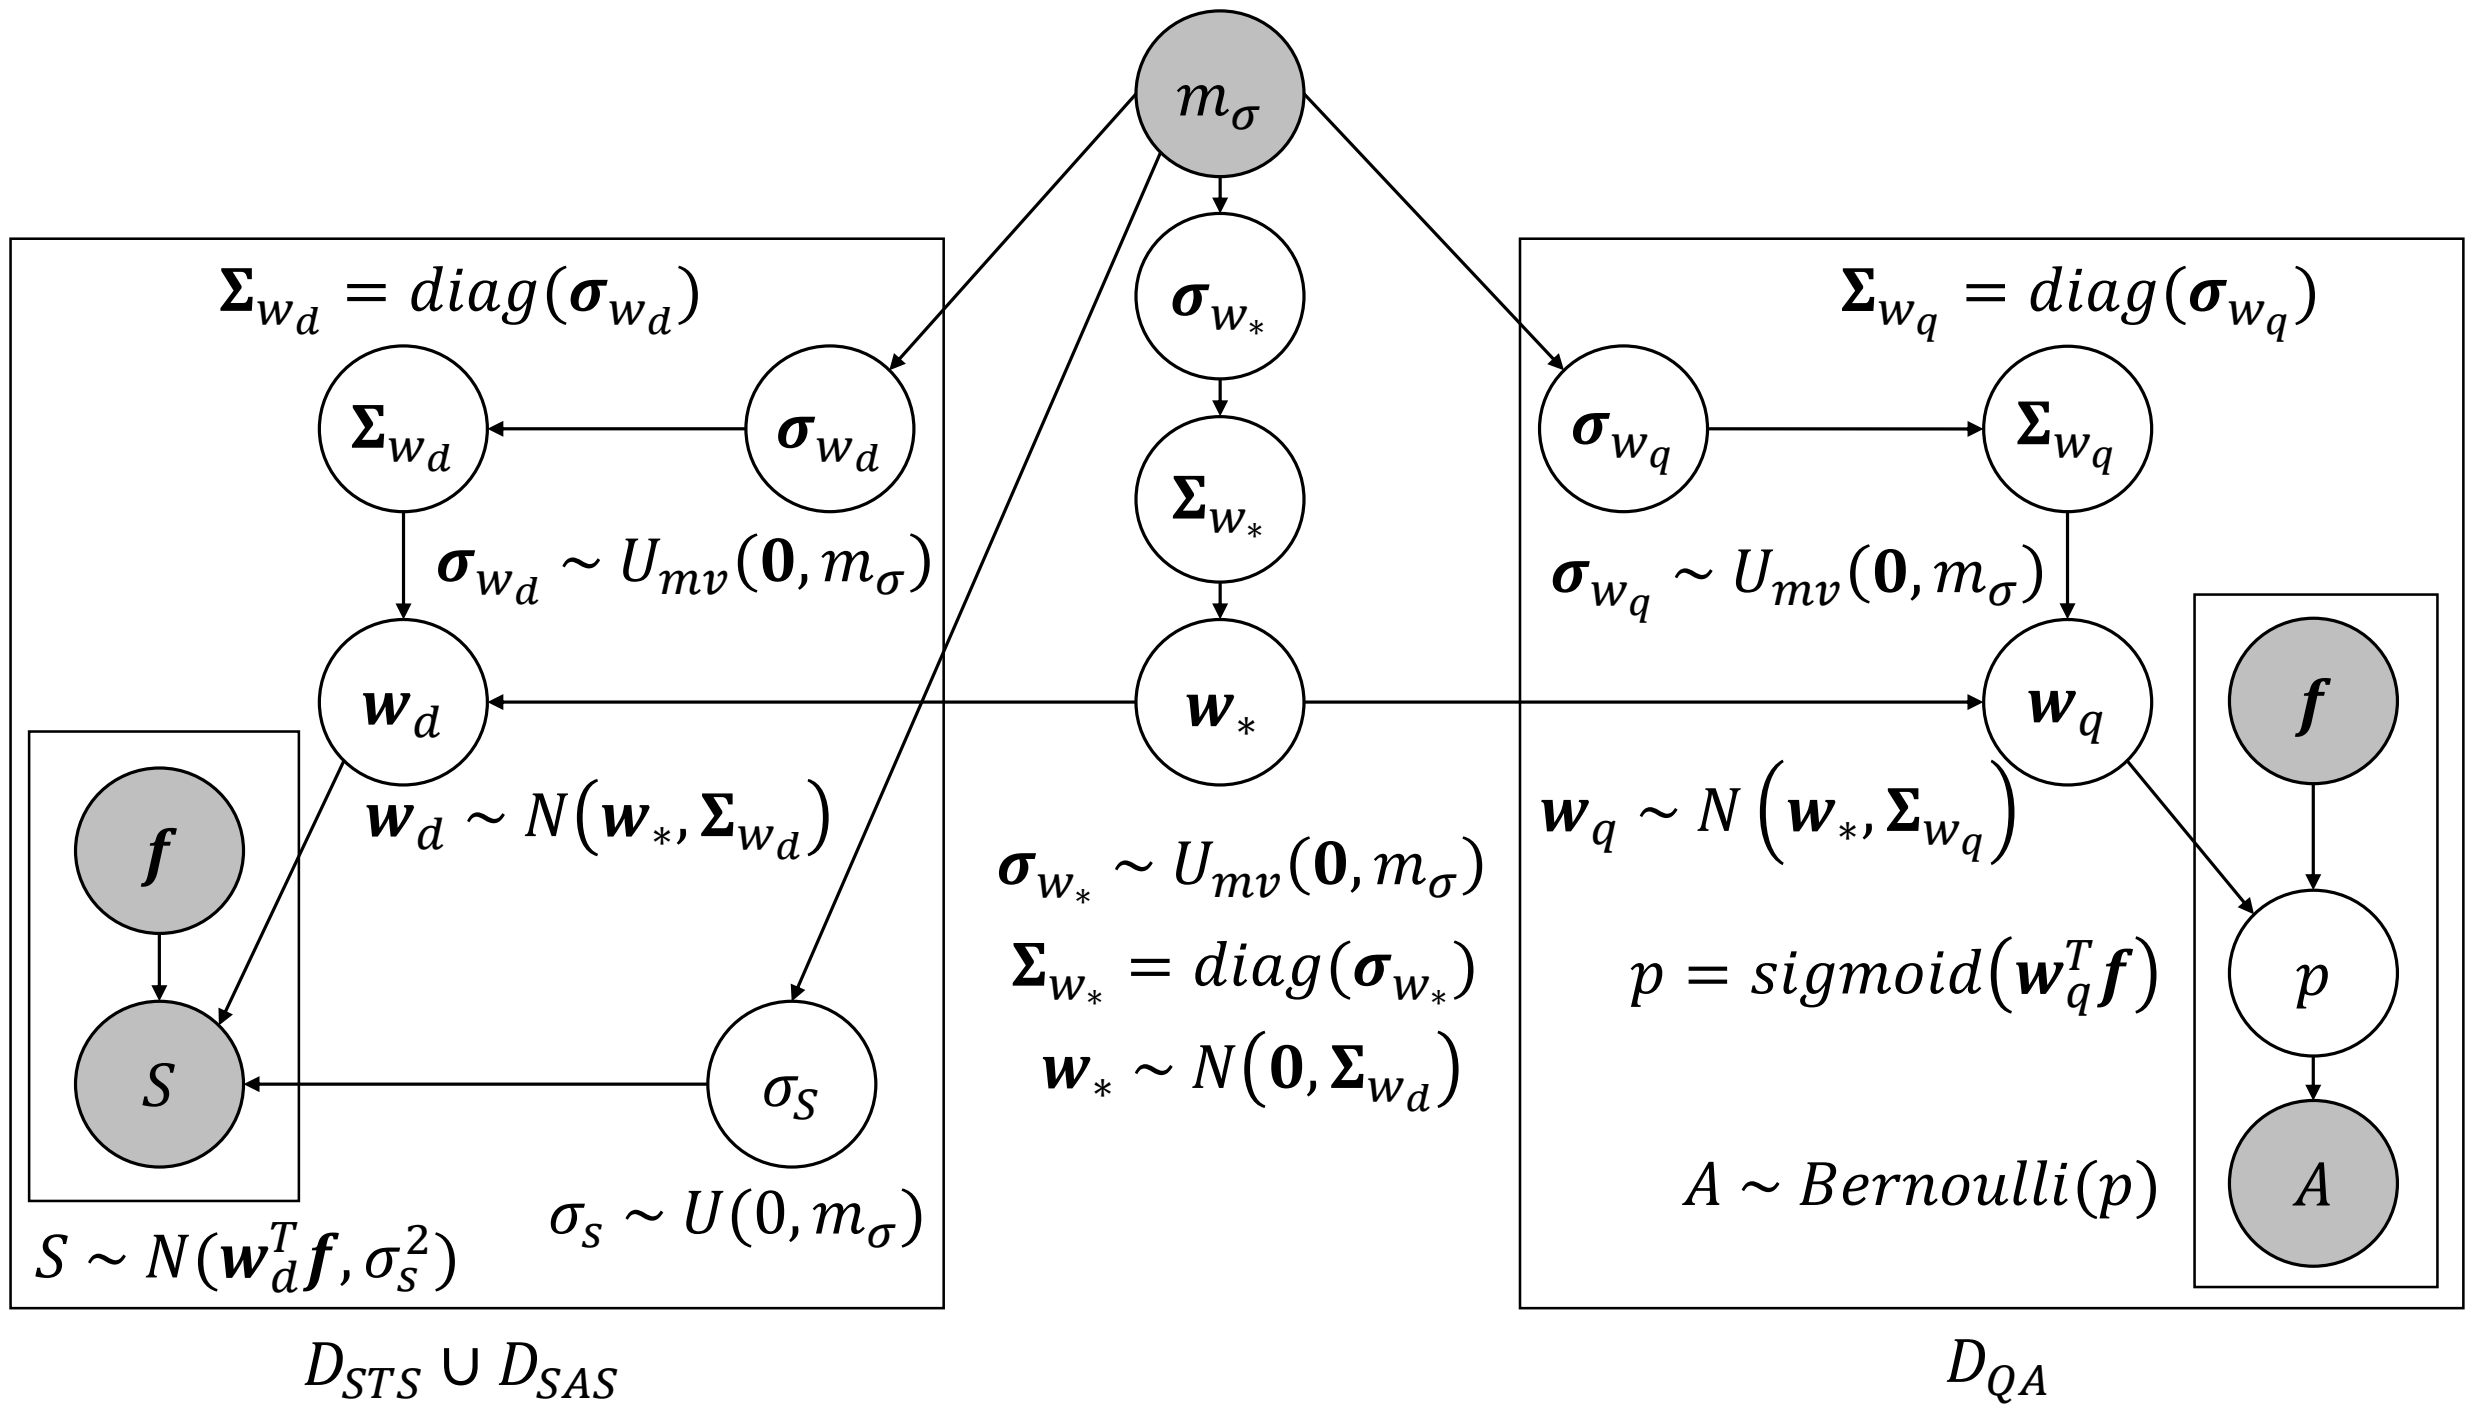 m_σ
𝛔_{w_*}
𝚺_{w_*}
𝒘_*
𝛔_{w_*} ~ U_{mv}(𝟎, m_σ)
𝚺_{w_*} = diag(𝛔_{w_*})
𝒘_* ~ N(𝟎, 𝚺_{w_d})
𝚺_{w_d} = diag(𝛔_{w_d})
𝚺_{w_d}
𝛔_{w_d}
𝛔_{w_d} ~ U_{mv}(𝟎, m_σ)
𝒘_d
𝒘_d ~ N(𝒘_*, 𝚺_{w_d})
𝒇
S
σ_S
σ_s ~ U(0, m_σ)
S ~ N(𝒘_d^T 𝒇, σ_s^2)
D_{STS} ∪ D_{SAS}
𝚺_{w_q} = diag(𝛔_{w_q})
𝛔_{w_q}
𝚺_{w_q}
𝛔_{w_q} ~ U_{mv}(𝟎, m_σ)
𝒘_q
𝒇
𝒘_q ~ N(𝒘_*, 𝚺_{w_q})
p = sigmoid(𝒘_q^T 𝒇)
p
A ~ Bernoulli(p)
A
D_{QA}